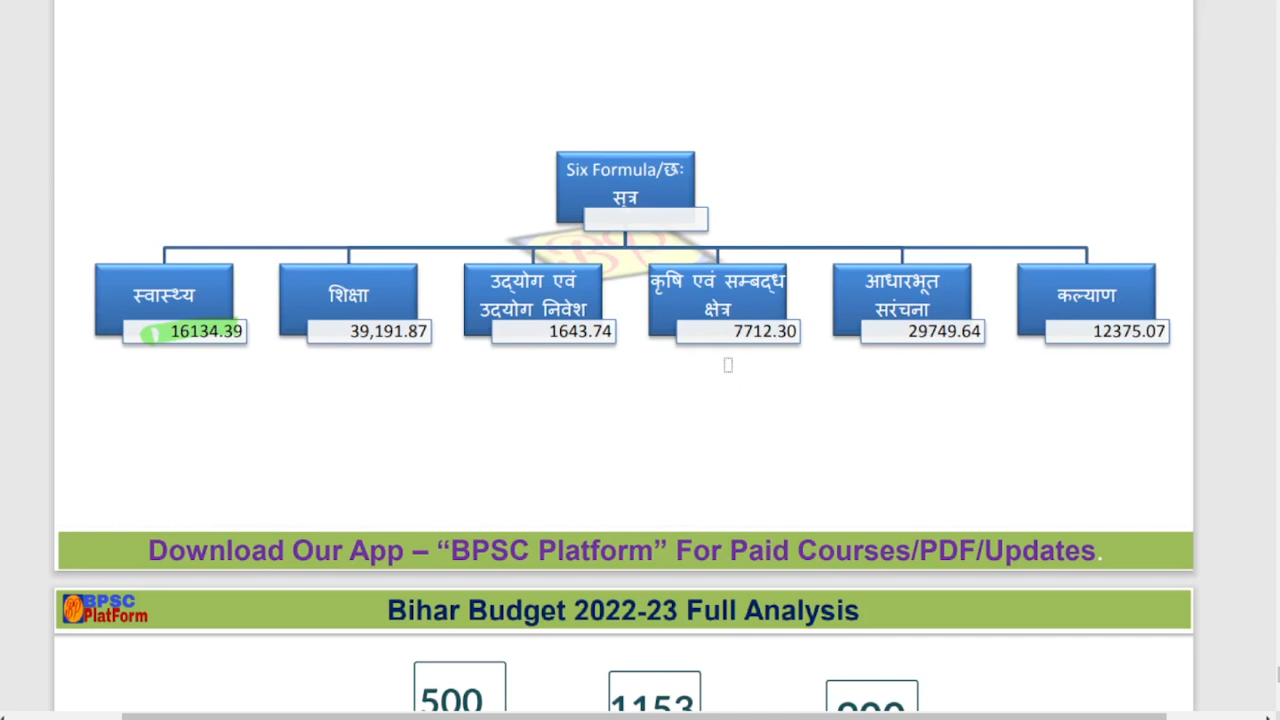 Six Formula/छः
सूत्र
स्वास्थ्य
16134.39
शिक्षा
39,191.87
उद्योग एवं
उद्योग निवेश
1643.74
कृषि एवं सम्बद्ध
क्षेत्र
7712.30
आधारभूत
सरंचना
29749.64
कल्याण
12375.07
Download Our App – “BPSC Platform” For Paid Courses/PDF/Updates.
BPSC
PlatForm
Bihar Budget 2022-23 Full Analysis
500
1153